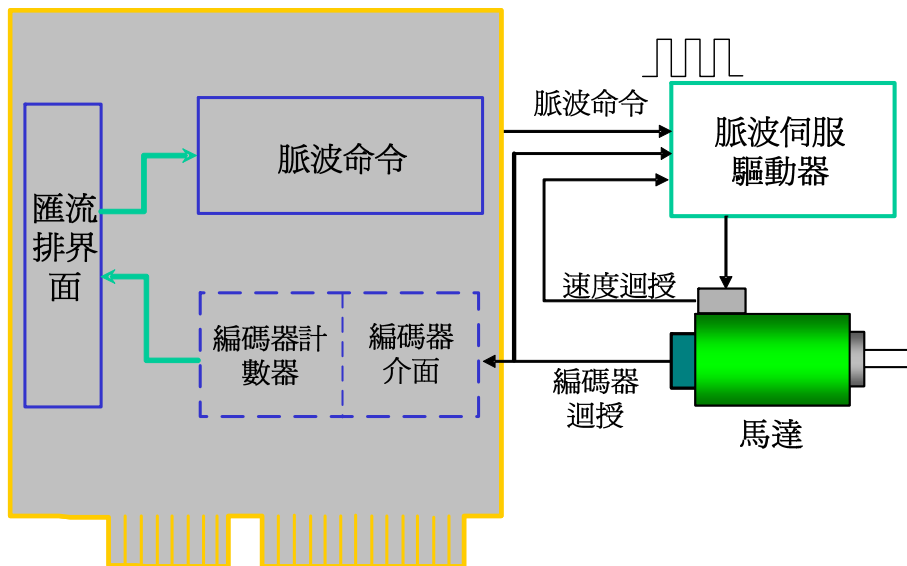 匯流
排界
面
脈波命令
編碼器計
數器
編碼器
介面
脈波命令
脈波伺服
驅動器
速度迴授
編碼器
迴授
馬達